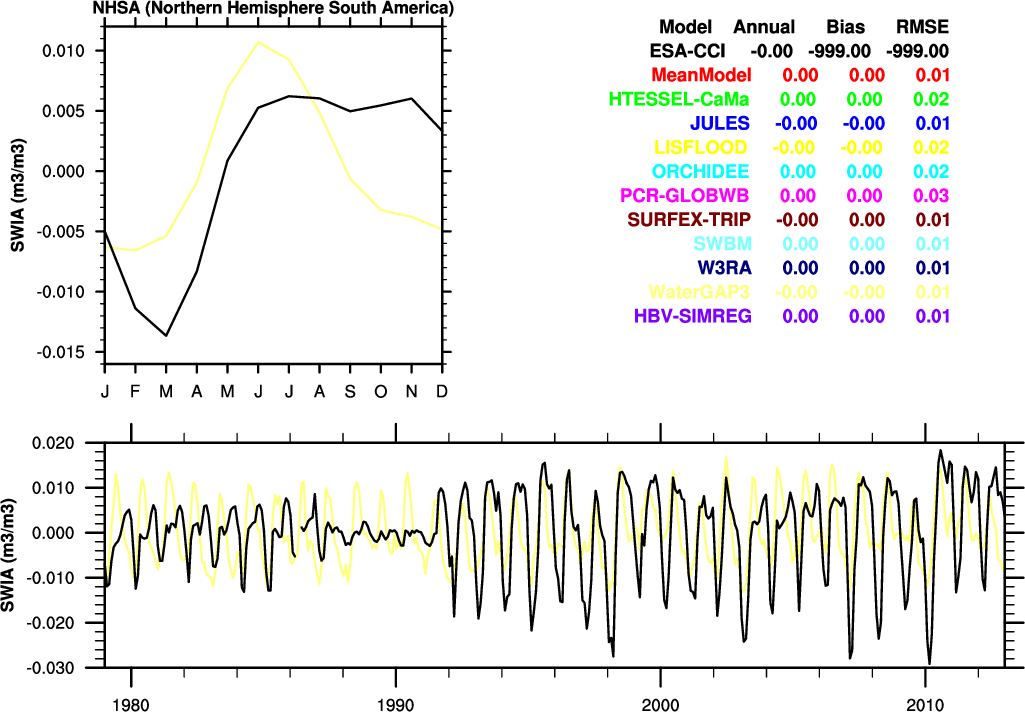 NHSA (Northern Hemisphere South America)
0.010
0.005
0.000
-0.005
-0.010
-0.015
SWIA (m3/m3)
J F M A M J J A S O N D
Model Annual Bias RMSE
ESA-CCI -0.00 -999.00 -999.00
MeanModel 0.00 0.00 0.01
HTESSEL-CaMa 0.00 0.00 0.02
JULES -0.00 -0.00 0.01
LISFLOOD -0.00 -0.00 0.02
ORCHIDEE 0.00 0.00 0.02
PCR-GLOBWB 0.00 0.00 0.03
SURFEX-TRIP -0.00 0.00 0.01
SWBM 0.00 0.00 0.01
W3RA 0.00 0.00 0.01
WaterGAP3 -0.00 -0.00 0.01
HBV-SIMREG 0.00 0.00 0.01
0.020
0.010
0.000
-0.010
-0.020
-0.030
SWIA (m3/m3)
1980 1990 2000 2010